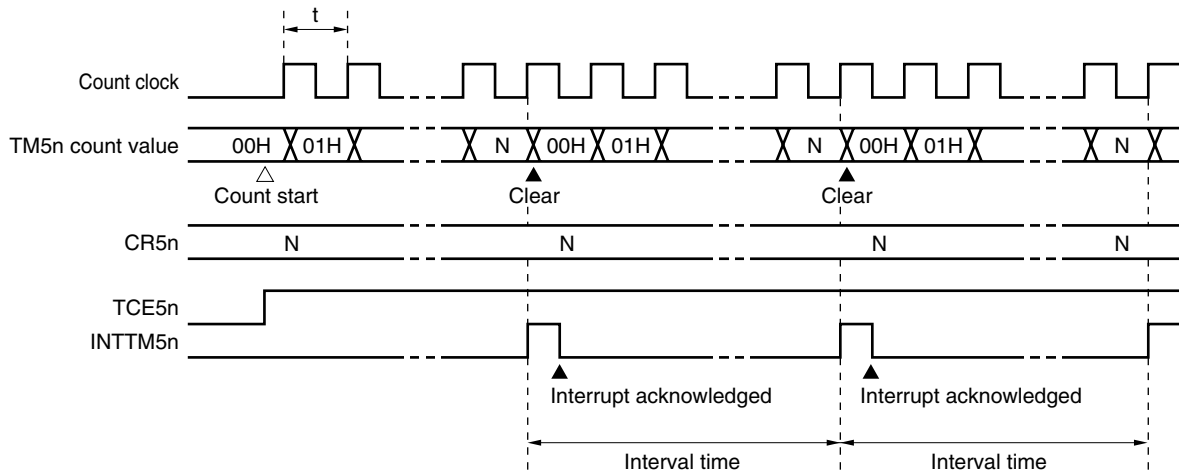 t
Count clock
TM5n count value 00H 01H N 00H 01H N 00H 01H N
Count start Clear Clear
CR5n N N N N
TCE5n
INTTM5n
Interrupt acknowledged Interrupt acknowledged
Interval time Interval time